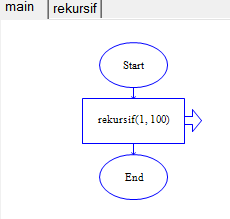 main rekursif
Start
rekursif(1, 100)
End